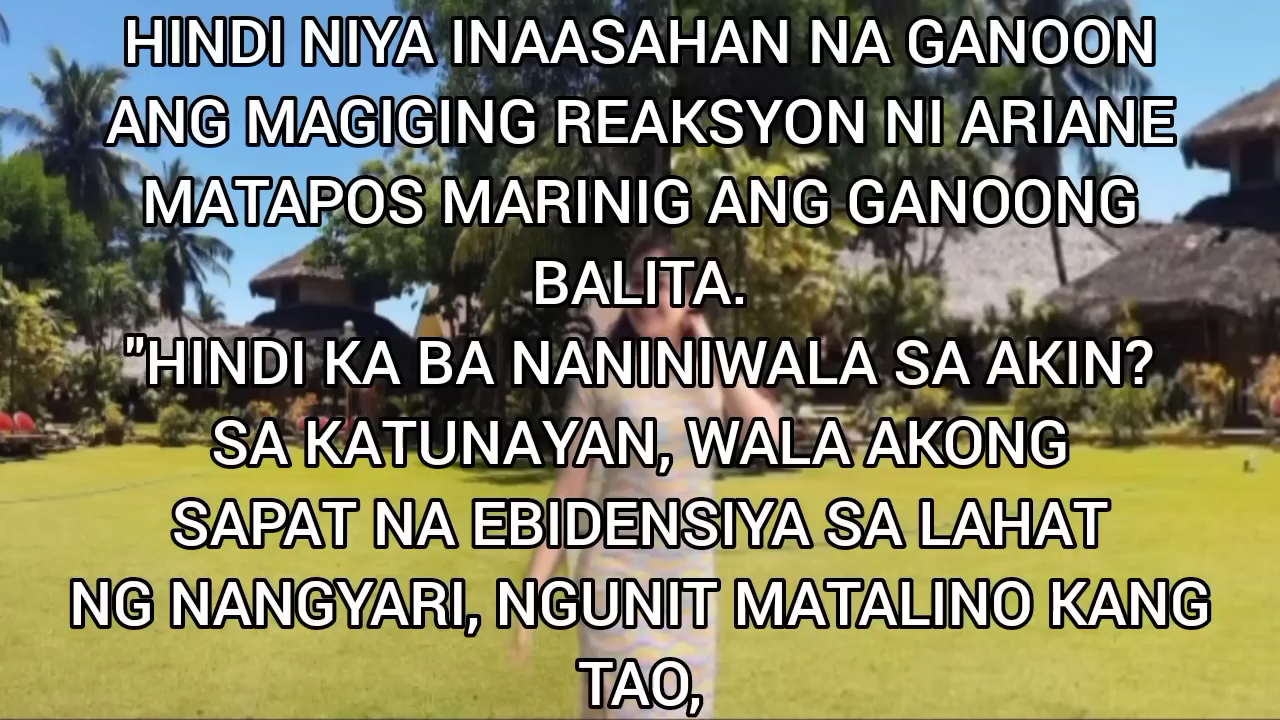 HINDI NIYA INAASAHAN NA GANOON
ANG MAGIGING REAKSYON NI ARIANE
MATAPOS MARINIG ANG GANOONG
BALITA.
"HINDI KA BA NANINIWALA SA AKIN?
SA KATUNAYAN, WALA AKONG
SAPAT NA EBIDENSIYA SA LAHAT
NG NANGYARI, NGUNIT MATALINO KANG
TAO,